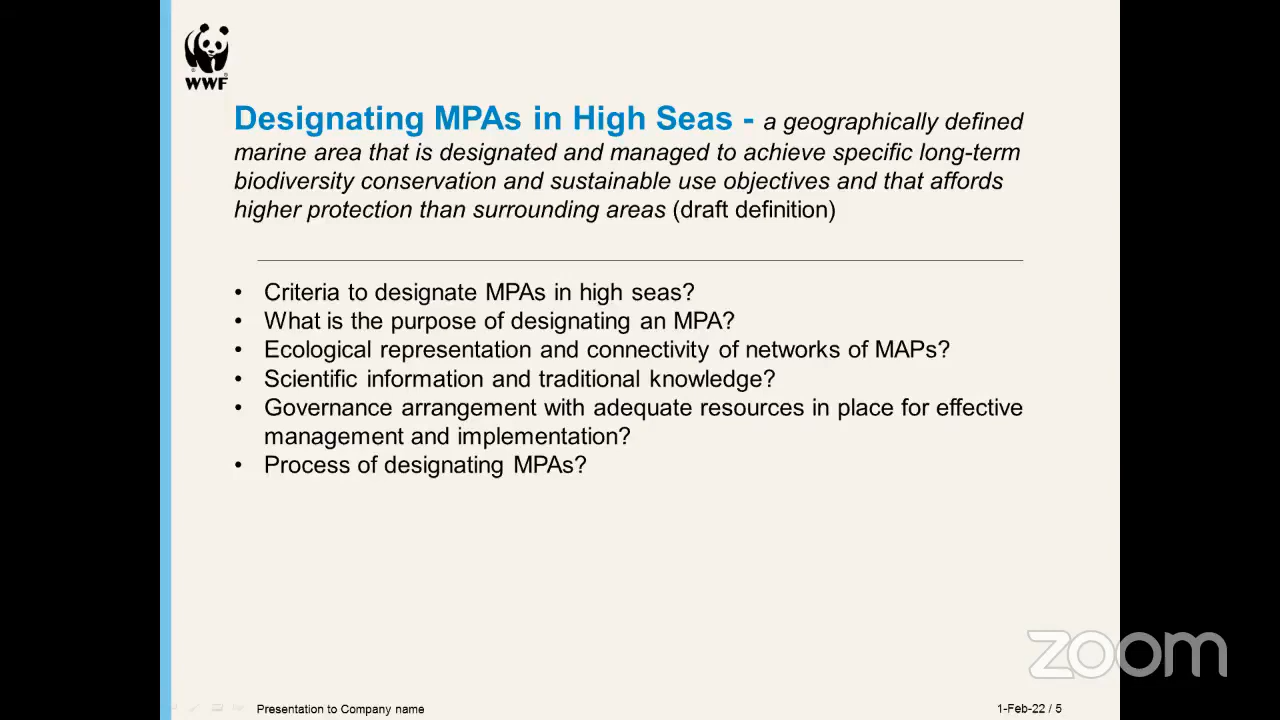 WWF
Designating MPAs in High Seas - a geographically defined
marine area that is designated and managed to achieve specific long-term
biodiversity conservation and sustainable use objectives and that affords
higher protection than surrounding areas (draft definition)
• Criteria to designate MPAs in high seas?
• What is the purpose of designating an MPA?
• Ecological representation and connectivity of networks of MAPs?
• Scientific information and traditional knowledge?
• Governance arrangement with adequate resources in place for effective
management and implementation?
• Process of designating MPAs?
zoom
Presentation to Company name
1-Feb-22 / 5